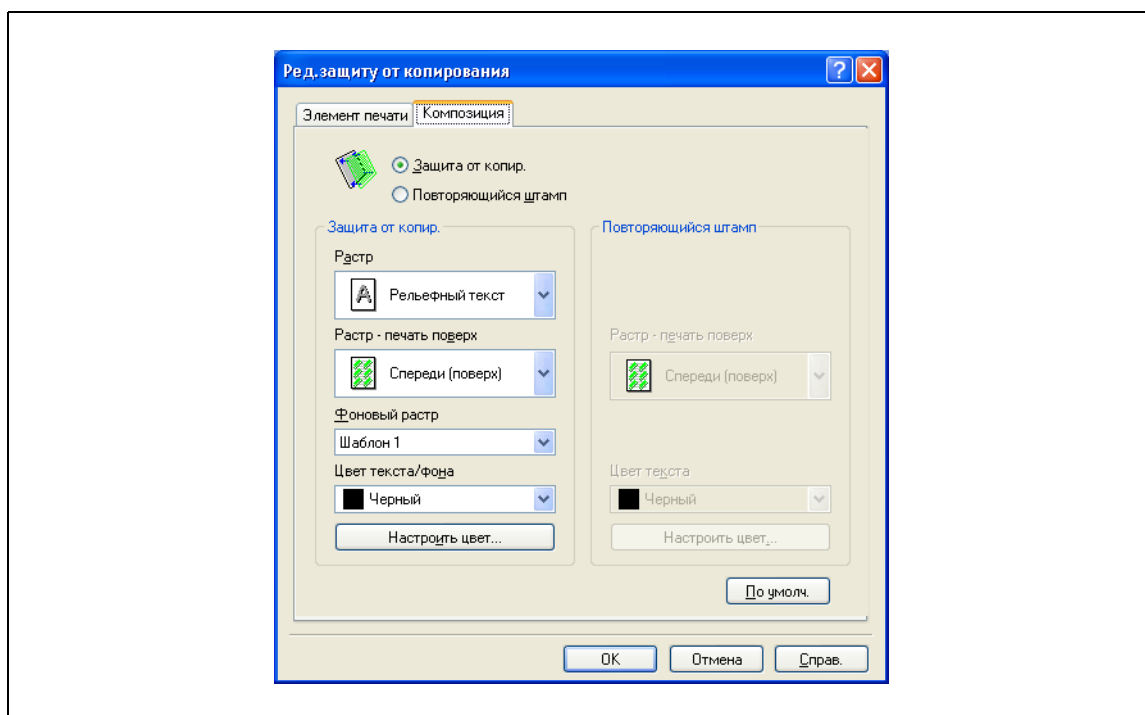 Ред.защиту от копирования
Элемент печати
Композиция
Защита от копир.
Повторяющийся штамп
Защита от копир.
Растр
A Рельефный текст
Растр - печать поверх
Спереди (поверх)
Фоновый растр
Шаблон 1
Цвет текста/фона
Черный
Настроить цвет...
Повторяющийся штамп
Растр - печать поверх
Спереди (поверх)
Цвет текста
Черный
Настроить цвет...
По умолч.
OK
Отмена
Справ.